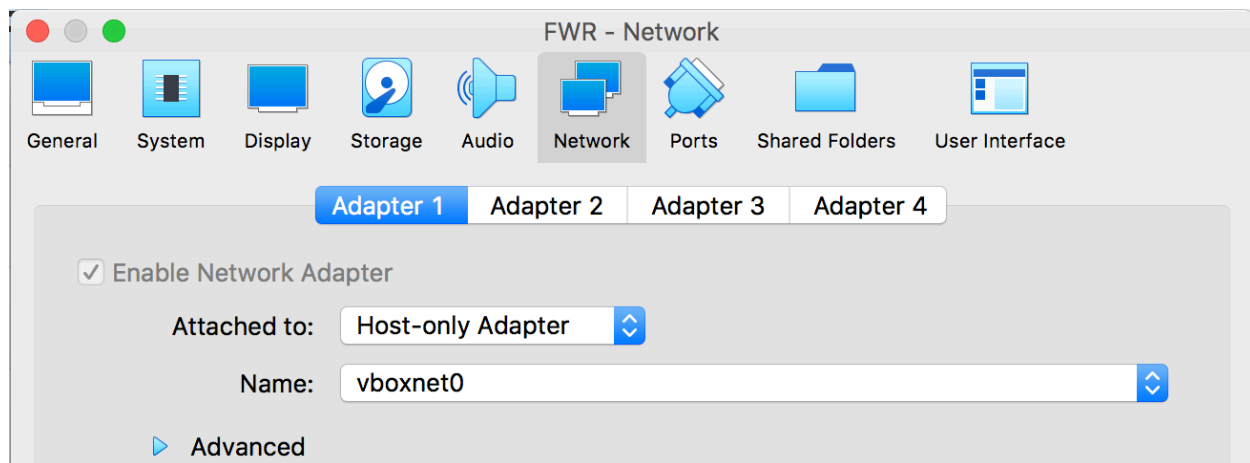 FWR - Network
General System Display Storage Audio Network Ports Shared Folders User Interface
Adapter 1 Adapter 2 Adapter 3 Adapter 4
Enable Network Adapter
Attached to: Host-only Adapter
Name: vboxnet0
Advanced